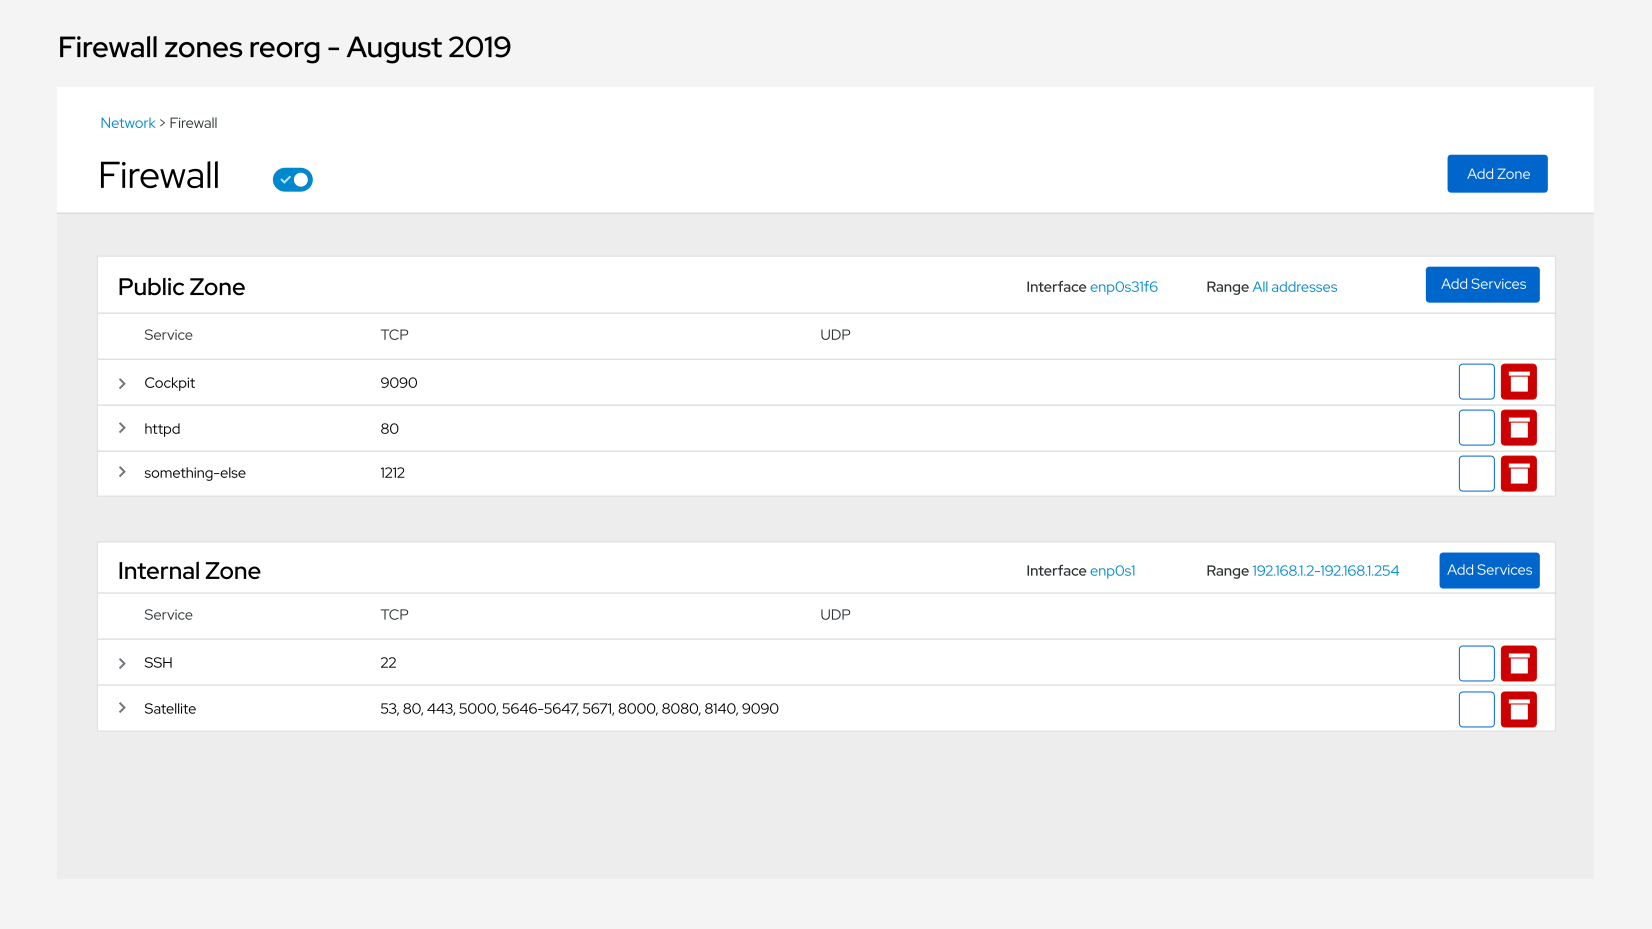 Firewall zones reorg - August 2019
Network > Firewall
Firewall
Add Zone
Public Zone Interface enp0s31f6 Range All addresses Add Services
Service TCP UDP
Cockpit 9090
httpd 80
something-else 1212
Internal Zone Interface enp0s1 Range 192.168.1.2-192.168.1.254 Add Services
Service TCP UDP
SSH 22
Satellite 53, 80, 443, 5000, 5646-5647, 5671, 8000, 8080, 8140, 9090